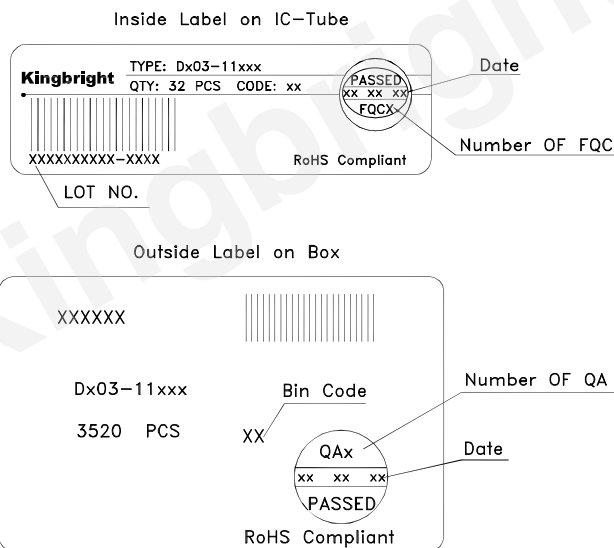 Inside Label on IC-Tube
Kingbright
TYPE: Dx03-11xxx
QTY: 32 PCS CODE: xx
PASSED
xx xx xx
FQCX
Date
Number OF FQC
XXXXXXXXXX-XXXX
RoHS Compliant
LOT NO.
Outside Label on Box
XXXXXX
Dx03-11xxx
3520 PCS
Bin Code
XX
Number OF QA
QAx
xx xx xx
PASSED
Date
RoHS Compliant
Kingbright